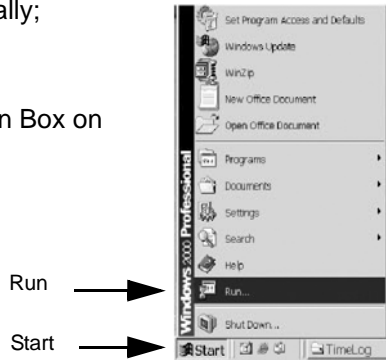 ally;
n Box on
Set Program Access and Defaults
Windows Update
WinZip
New Office Document
Open Office Document
Programs
Documents
Settings
Search
Help
Run...
Shut Down...
Windows 2000 Professional
Run
Start
Start TimeLog